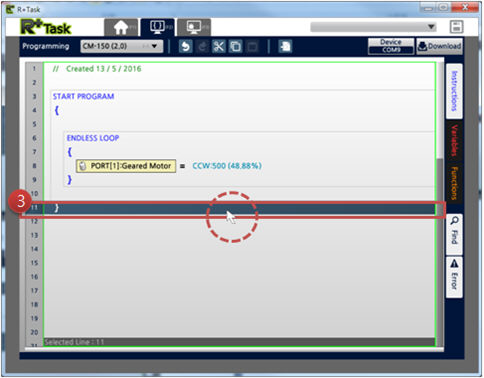 R+Task
R+Task
Programming
CM-150 (2,0)
Device
COM9
Download
1 // Created 13 / 5 / 2016
2
3 START PROGRAM
4 {
5
6 ENDLESS LOOP
7 {
8 PORT[1]:Geared Motor = CCW:500 (48.88%)
9 }
10
3
11 }
12
13
14
15
16
17
18
19
20
21
Selected Line : 11
Instructions
Variables
Functions
Find
Error